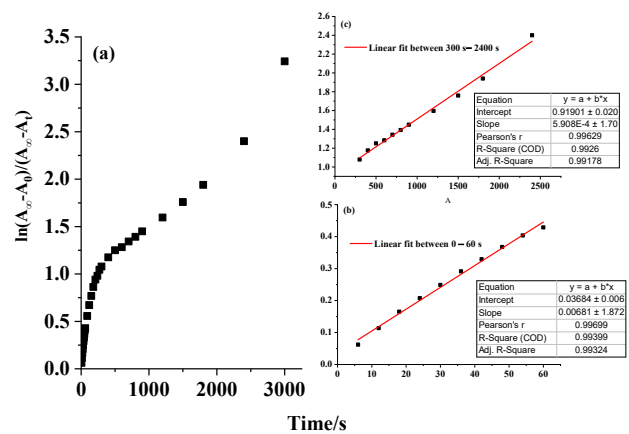 (a)
3.5
3.0
2.5
2.0
1.5
1.0
0.5
0.0
0 1000 2000 3000
ln(A∞-A0)/(A∞-At)
(c)
Linear fit between 300 s– 2400 s
2.6
2.4
2.2
2.0
1.8
1.6
1.4
1.2
1.0
Equation y = a + b*x
Intercept 0.91901 ± 0.020
Slope 5.908E-4 ± 1.70
Pearson's r 0.99629
R-Square (COD) 0.9926
Adj. R-Square 0.99178
0 500 1000 1500 2000 2500
A
(b)
Linear fit between 0 – 60 s
0.5
0.4
0.3
0.2
0.1
0.0
Equation y = a + b*x
Intercept 0.03684 ± 0.006
Slope 0.00681 ± 1.872
Pearson's r 0.99699
R-Square (COD) 0.99399
Adj. R-Square 0.99324
0 10 20 30 40 50 60 70
Time/s